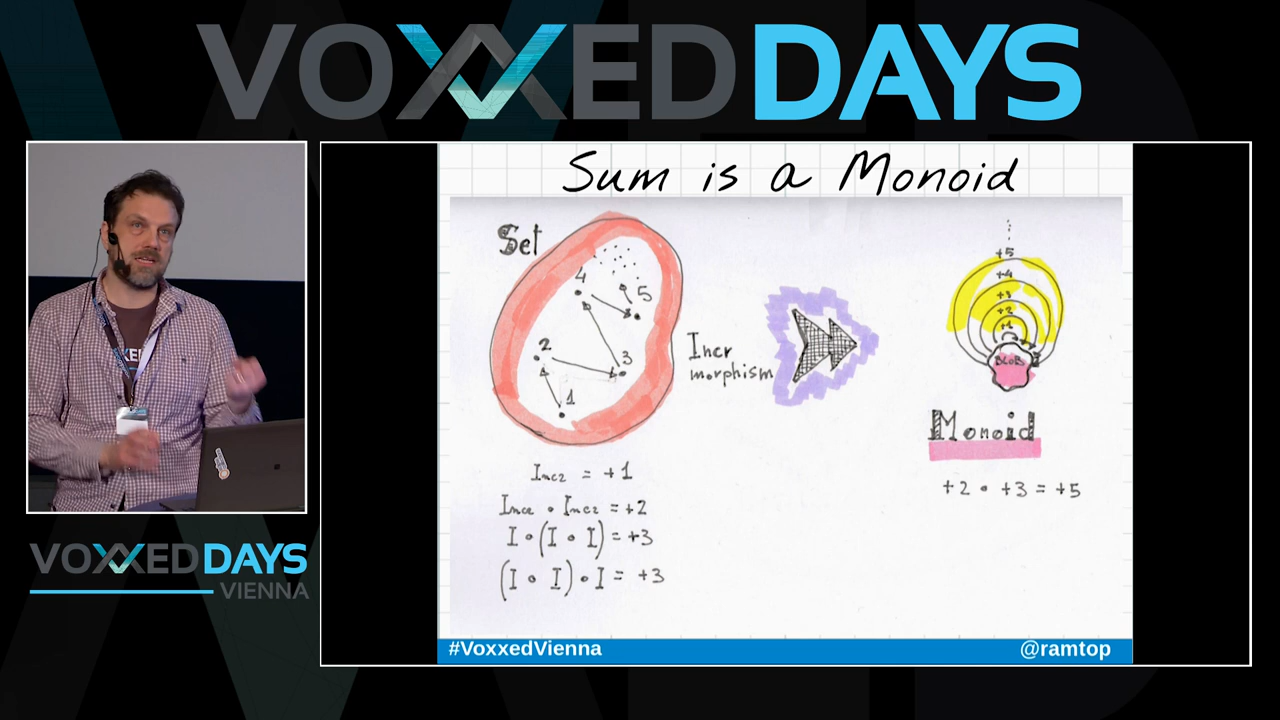 VOXXED DAYS
Sum is a Monoid
Set
4
5
2
3
1
Incr
morphism
+5
+4
+3
+2
+1
BLOB
Monoid
Incr = +1
Incr ∘ Incr = +2
I ∘ (I ∘ I) = +3
(I ∘ I) ∘ I = +3
+2 ∘ +3 = +5
#VoxxedVienna
@ramtop
VOXXED DAYS
VIENNA